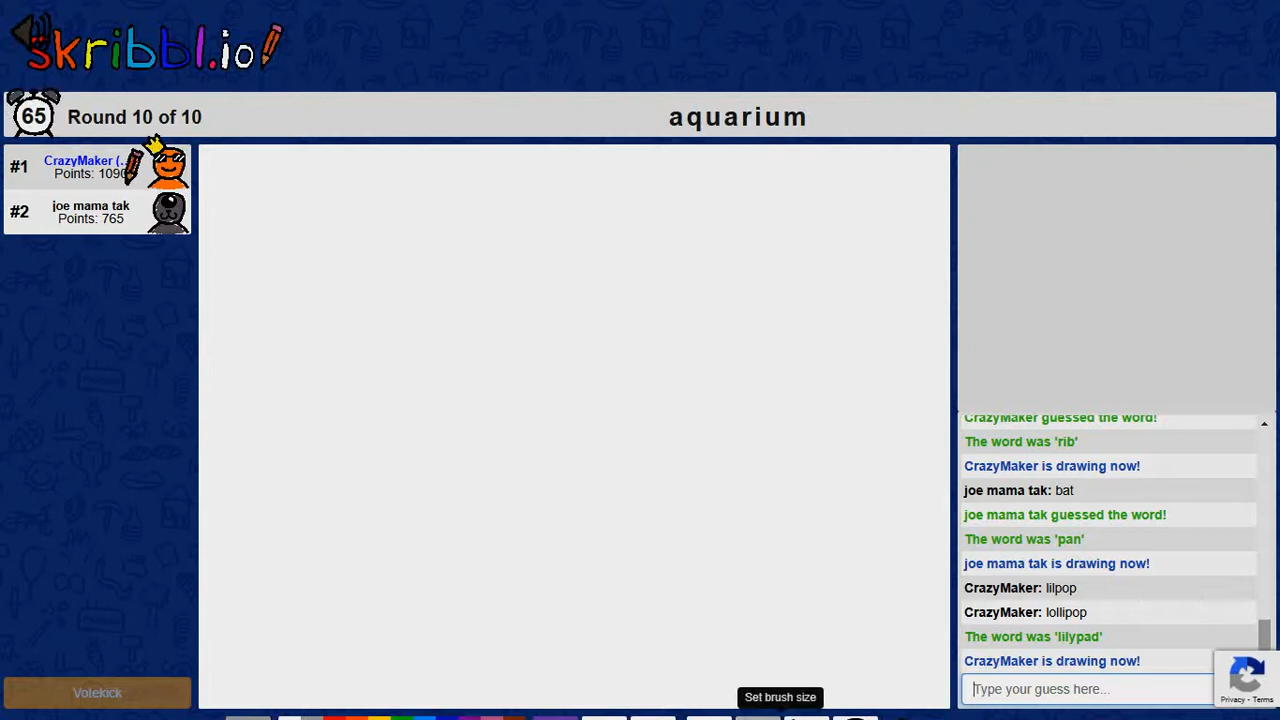 skribbl.io
65
Round 10 of 10
aquarium
#1
CrazyMaker (...
Points: 1090
#2
joe mama tak
Points: 765
CrazyMaker guessed the word!
The word was 'rib'
CrazyMaker is drawing now!
joe mama tak: bat
joe mama tak guessed the word!
The word was 'pan'
joe mama tak is drawing now!
CrazyMaker: lilpop
CrazyMaker: lollipop
The word was 'lilypad'
CrazyMaker is drawing now!
Type your guess here...
Privacy - Terms
Votekick
Set brush size